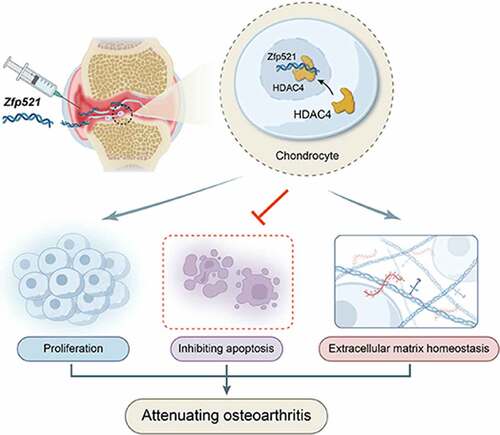 Zfp521
Zfp521
HDAC4
HDAC4
Chondrocyte
Proliferation
Inhibiting apoptosis
Extracellular matrix homeostasis
Attenuating osteoarthritis